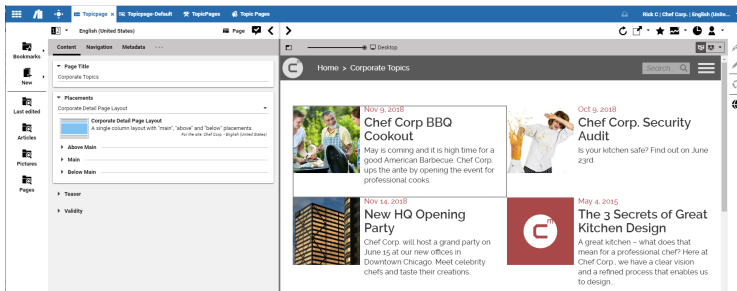 Topicpage
Topicpage-Default
TopicPages
Topic Pages
Rick C | Chef Corp. | English (Unite...
English (United States)
Page
Bookmarks
New
Last edited
Articles
Pictures
Pages
Content
Navigation
Metadata
Page Title
Corporate Topics
Placements
Corporate Detail Page Layout
Corporate Detail Page Layout
A single column layout with "main", "above" and "below" placements.
For the site: Chef Corp. - English (United States)
Above Main
Main
Below Main
Teaser
Validity
Desktop
Home > Corporate Topics
Search
Nov 9, 2018
Chef Corp BBQ
Cookout
May is coming and it is high time for a
good American Barbecue. Chef Corp.
ups the ante by opening the event for
professional cooks.
Oct 9, 2018
Chef Corp. Security
Audit
Is your kitchen safe? Find out on June
23rd.
Nov 14, 2018
New HQ Opening
Party
Chef Corp. will host a grand party on
June 15 at our new offices in
Downtown Chicago. Meet celebrity
chefs and taste their creations.
May 4, 2015
The 3 Secrets of Great
Kitchen Design
A great kitchen – what does that
mean for a professional chef? Here at
Chef Corp., we have a clear vision
and a refined process that enables us
to design...